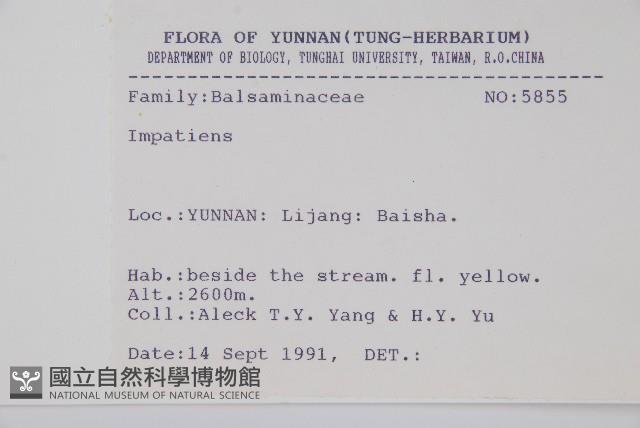 FLORA OF YUNNAN(TUNG-HERBARIUM)
DEPARTMENT OF BIOLOGY, TUNGHAI UNIVERSITY, TAIWAN, R.O.CHINA
Family:Balsaminaceae NO:5855
Impatiens
Loc.:YUNNAN: Lijang: Baisha.
Hab.:beside the stream. fl. yellow.
Alt.:2600m.
Coll.:Aleck T.Y. Yang & H.Y. Yu
Date:14 Sept 1991, DET.:
國立自然科學博物館
NATIONAL MUSEUM OF NATURAL SCIENCE